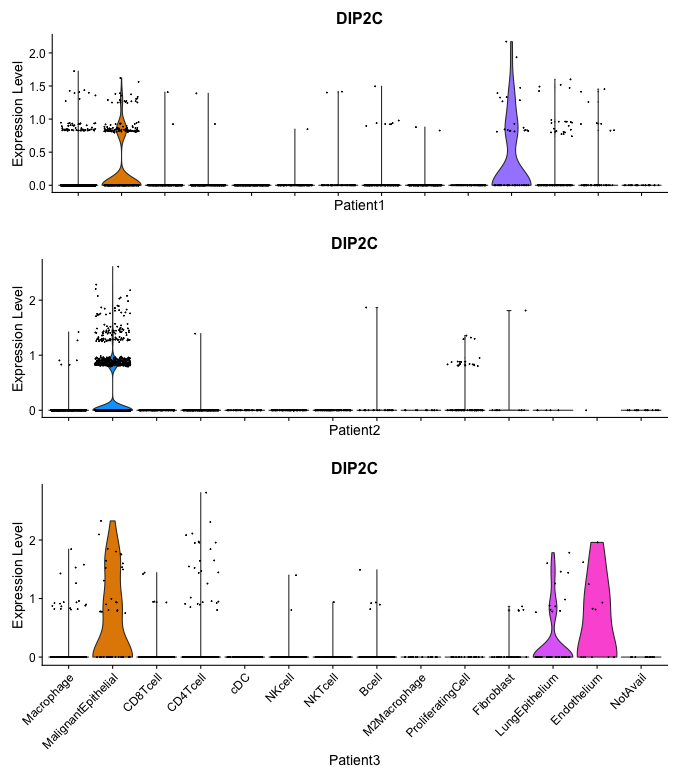 DIP2C
Expression Level
2.0
1.5
1.0
0.5
0.0
Patient1
DIP2C
Expression Level
2
1
0
Patient2
DIP2C
Expression Level
2
1
0
Macrophage
MalignantEpithelial
CD8Tcell
CD4Tcell
cDC
NKcell
NKTcell
Bcell
M2Macrophage
ProliferatingCell
Fibroblast
LungEpithelium
Endothelium
NotAvail
Patient3